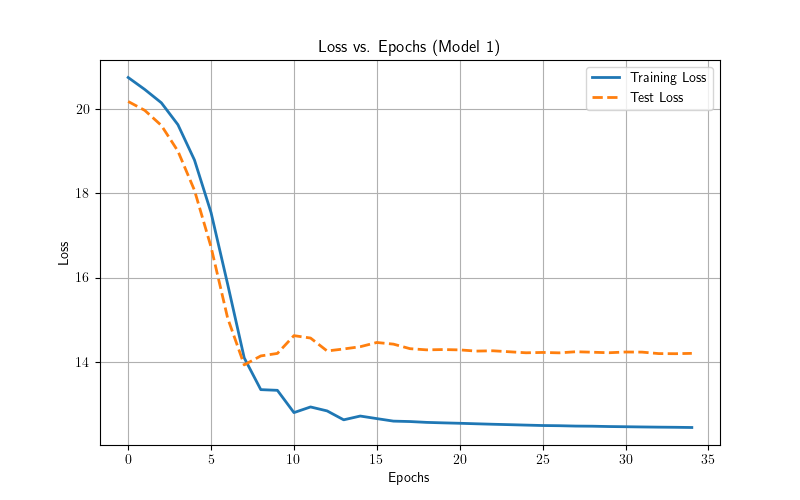 Loss vs. Epochs (Model 1)
Training Loss
Test Loss
20
18
16
14
Loss
0 5 10 15 20 25 30 35
Epochs